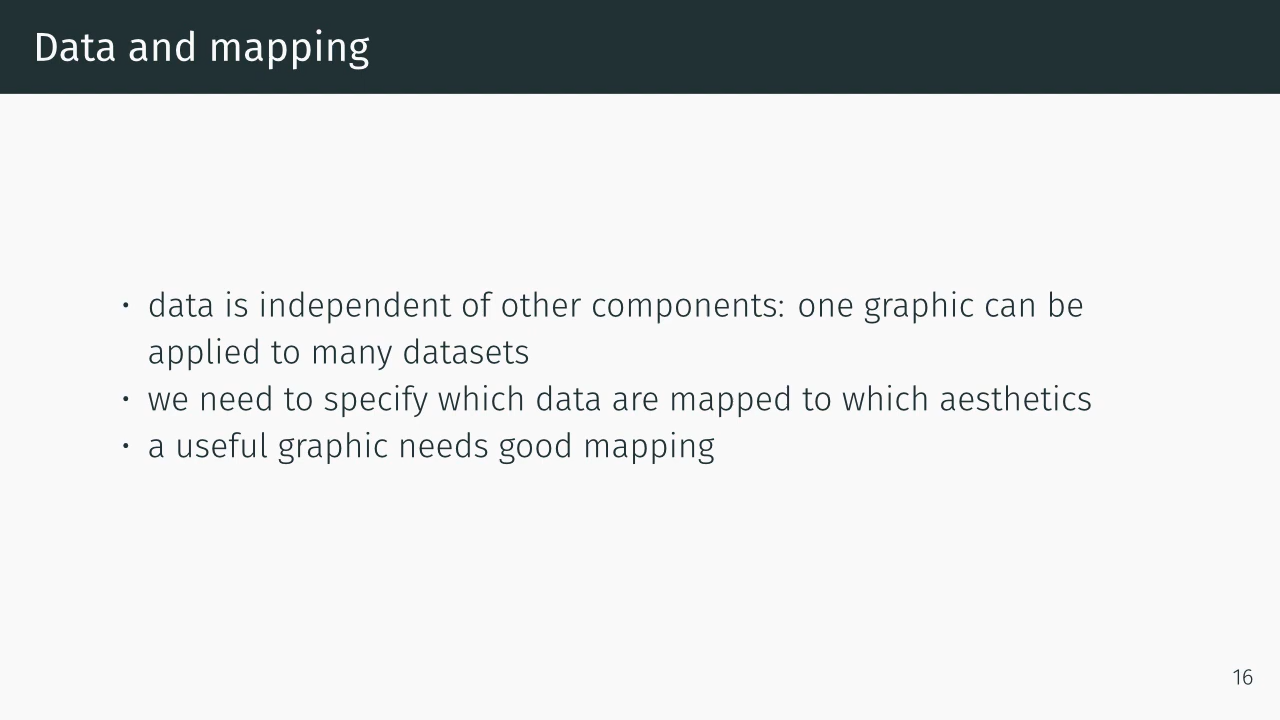 Data and mapping
· data is independent of other components: one graphic can be
applied to many datasets
· we need to specify which data are mapped to which aesthetics
· a useful graphic needs good mapping
16